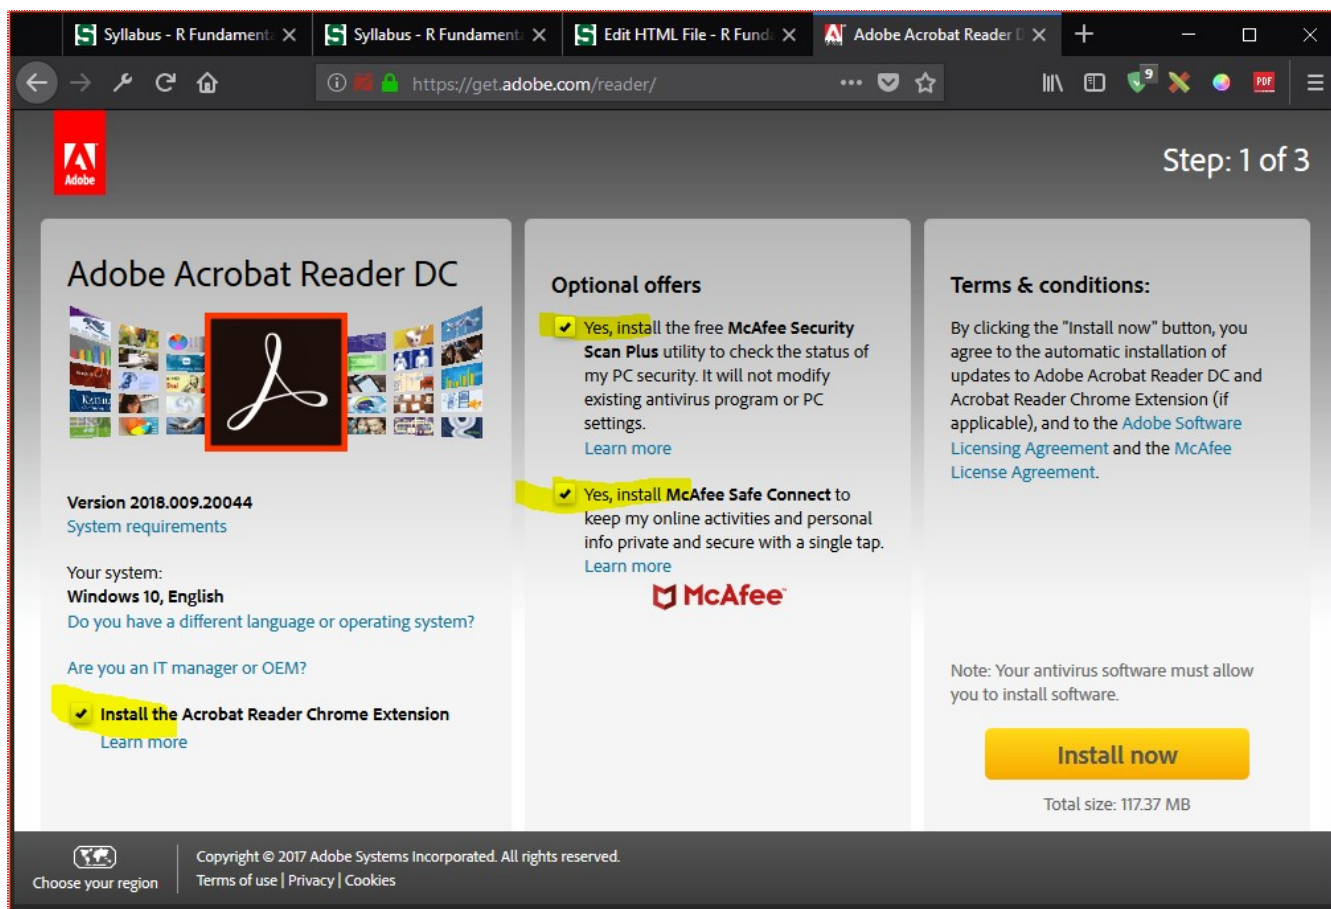 Syllabus - R Fundament
Syllabus - R Fundament
Edit HTML File - R Fund
Adobe Acrobat Reader D
https://get.adobe.com/reader/
9
PDF
Adobe
Step: 1 of 3
Adobe Acrobat Reader DC
Version 2018.009.20044
System requirements
Your system:
Windows 10, English
Do you have a different language or operating system?
Are you an IT manager or OEM?
Install the Acrobat Reader Chrome Extension
Learn more
Optional offers
Yes, install the free McAfee Security
Scan Plus utility to check the status of
my PC security. It will not modify
existing antivirus program or PC
settings.
Learn more
Yes, install McAfee Safe Connect to
keep my online activities and personal
info private and secure with a single tap.
Learn more
McAfee
Terms & conditions:
By clicking the "Install now" button, you
agree to the automatic installation of
updates to Adobe Acrobat Reader DC and
Acrobat Reader Chrome Extension (if
applicable), and to the Adobe Software
Licensing Agreement and the McAfee
License Agreement.
Note: Your antivirus software must allow
you to install software.
Install now
Total size: 117.37 MB
Choose your region
Copyright © 2017 Adobe Systems Incorporated. All rights reserved.
Terms of use | Privacy | Cookies